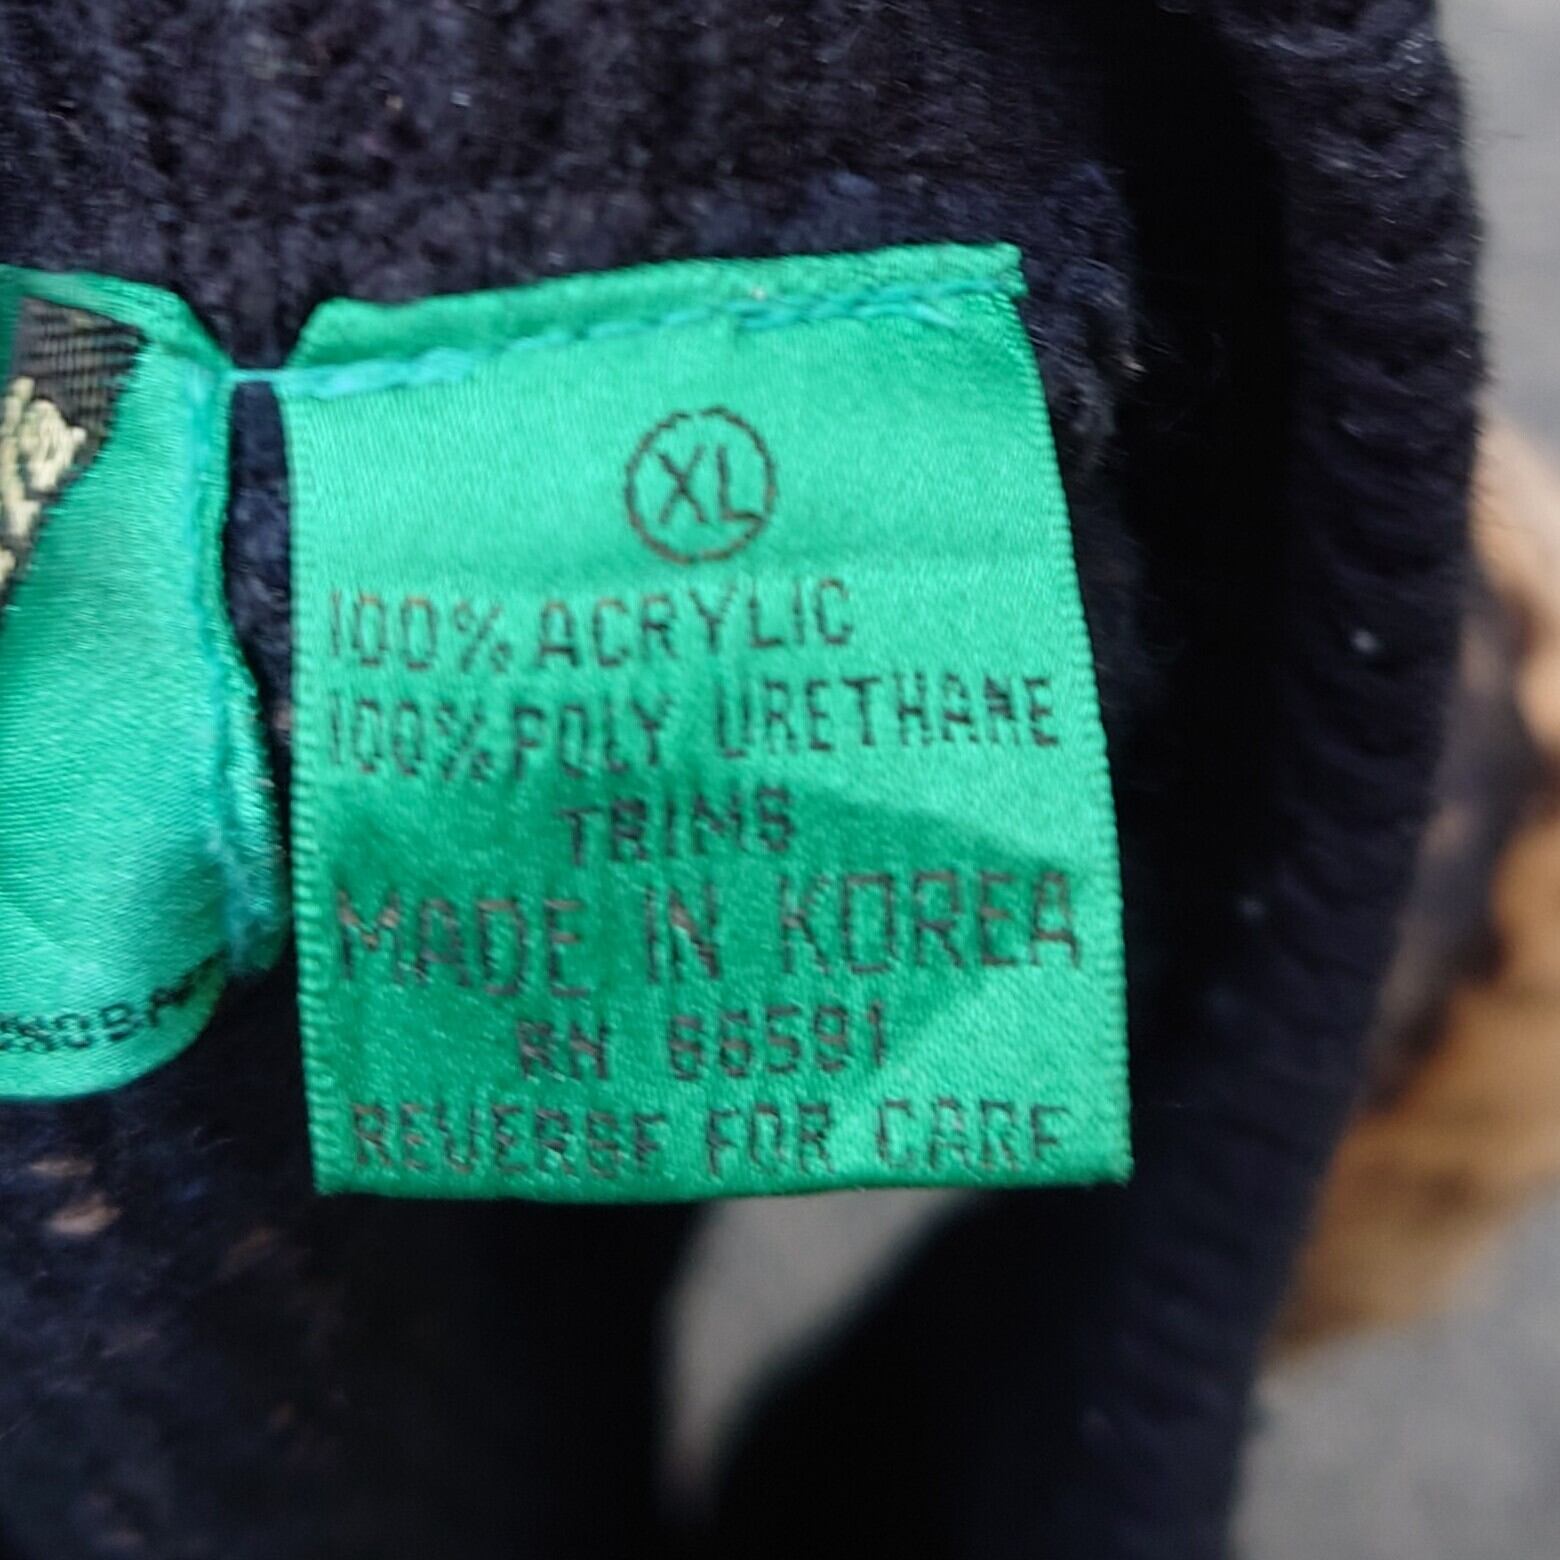 XL
100% ACRYLIC
100% POLY URETHANE
TRIMS
MADE IN KOREA
RN 66591
REVERSE FOR CARE